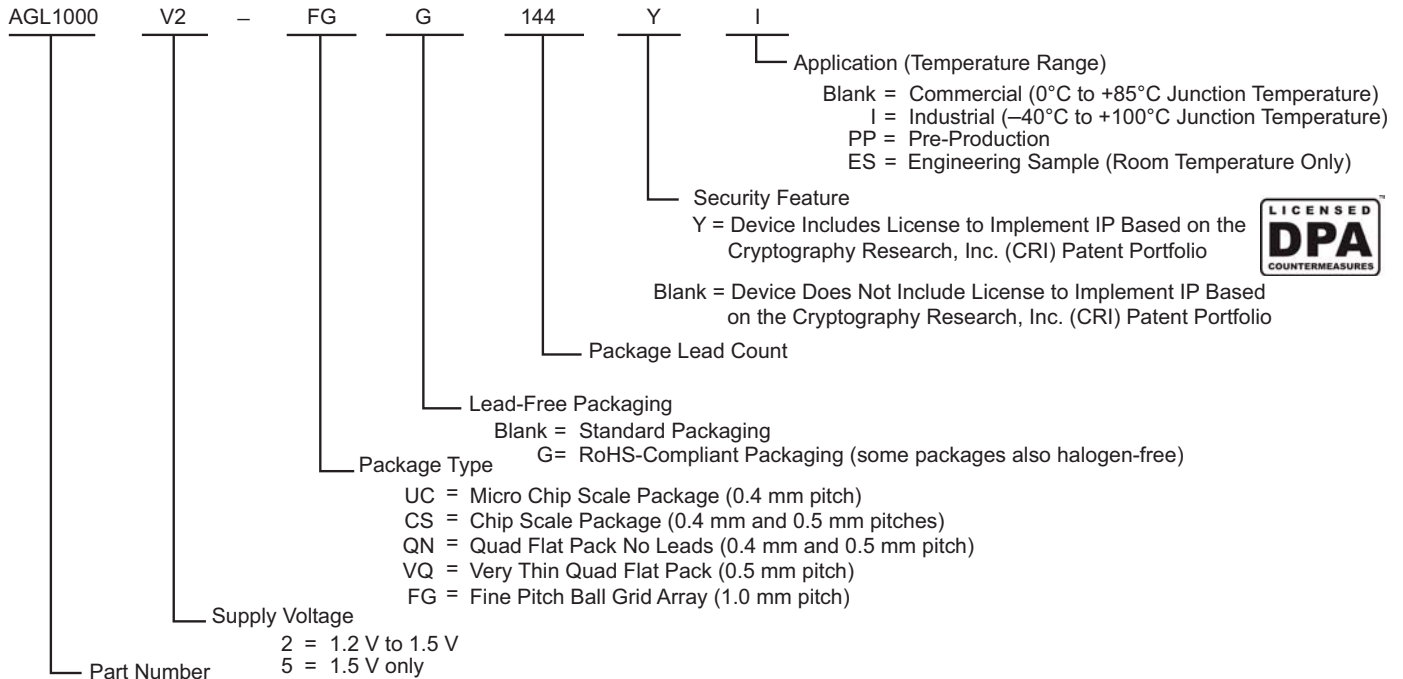 AGL1000 V2 – FG G 144 Y I
Application (Temperature Range)
Blank = Commercial (0°C to +85°C Junction Temperature)
I = Industrial (–40°C to +100°C Junction Temperature)
PP = Pre-Production
ES = Engineering Sample (Room Temperature Only)
Security Feature
Y = Device Includes License to Implement IP Based on the
Cryptography Research, Inc. (CRI) Patent Portfolio
LICENSED
DPA
COUNTERMEASURES
™
Blank = Device Does Not Include License to Implement IP Based
on the Cryptography Research, Inc. (CRI) Patent Portfolio
Package Lead Count
Lead-Free Packaging
Blank = Standard Packaging
G= RoHS-Compliant Packaging (some packages also halogen-free)
Package Type
UC = Micro Chip Scale Package (0.4 mm pitch)
CS = Chip Scale Package (0.4 mm and 0.5 mm pitches)
QN = Quad Flat Pack No Leads (0.4 mm and 0.5 mm pitch)
VQ = Very Thin Quad Flat Pack (0.5 mm pitch)
FG = Fine Pitch Ball Grid Array (1.0 mm pitch)
Supply Voltage
2 = 1.2 V to 1.5 V
5 = 1.5 V only
Part Number